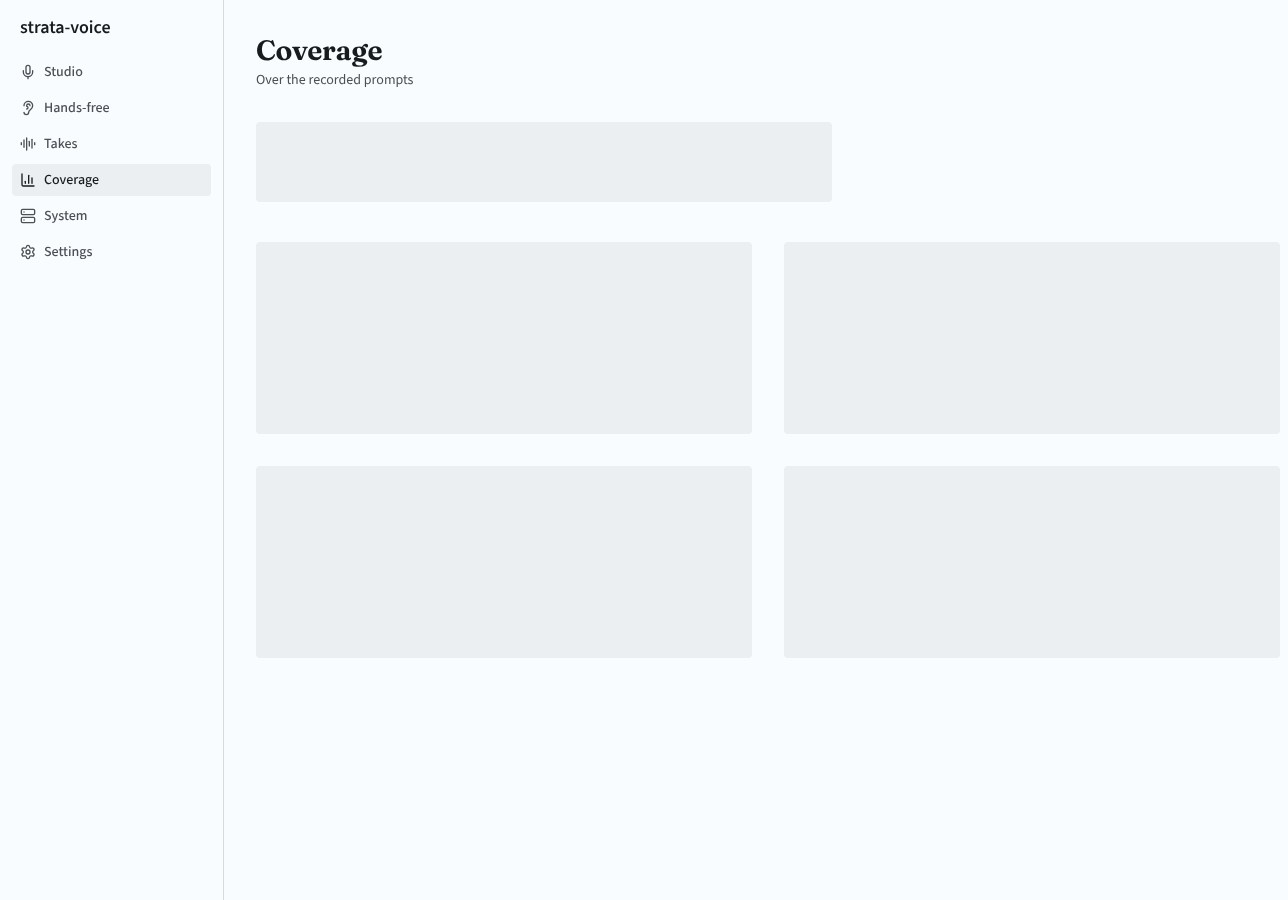 strata-voice
Studio
Hands-free
Takes
Coverage
System
Settings
Coverage
Over the recorded prompts